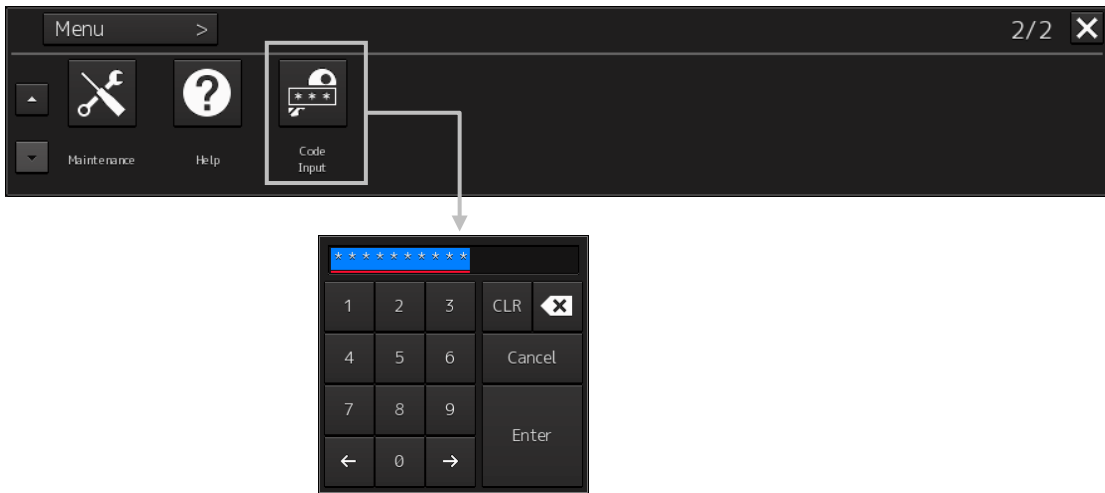 Menu >
2/2
Maintenance
Help
* * *
Code
Input
* * * * * * * * * *
1 2 3 CLR
4 5 6 Cancel
7 8 9
Enter
← 0 →